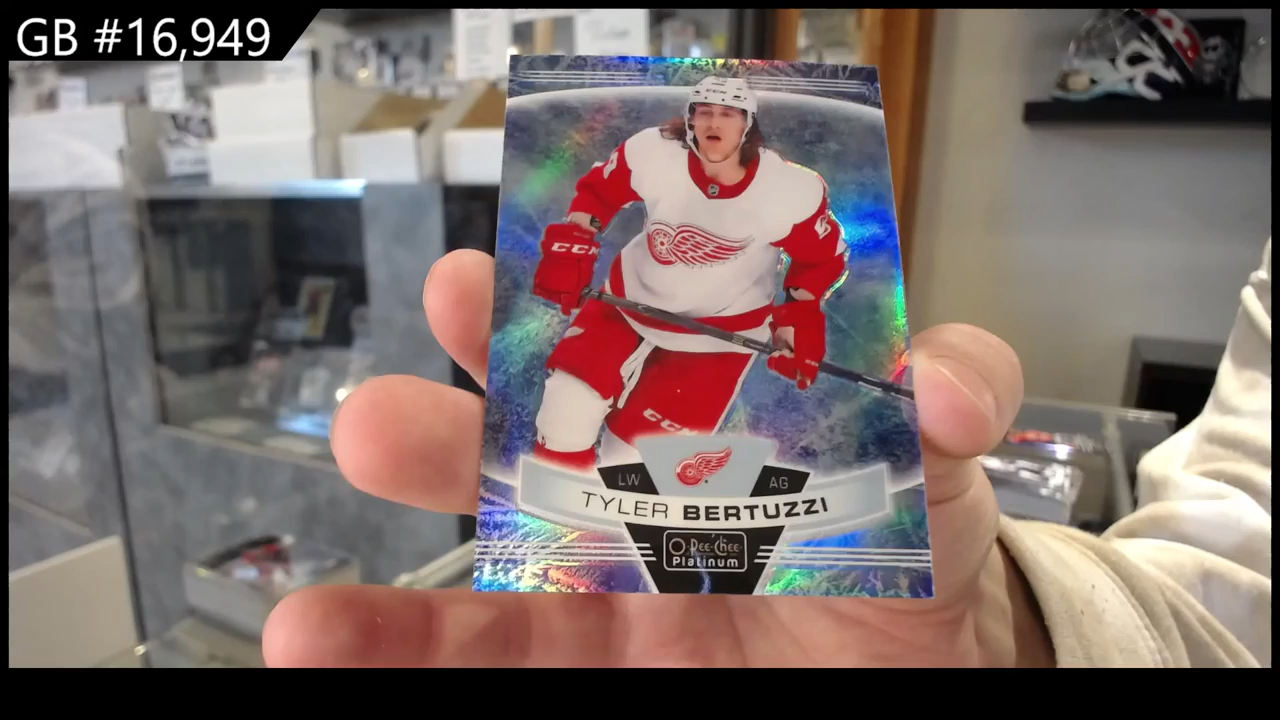 GB #16,949
CCM
CCM
CCM
LW
AG
TYLER BERTUZZI
O-Pee-Chee
Platinum